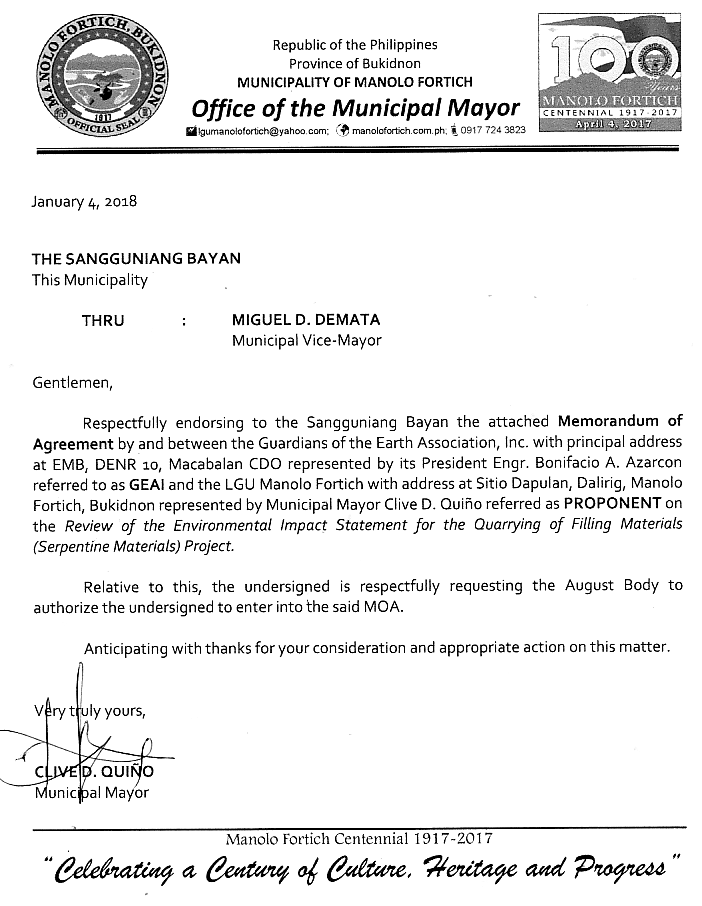 MANOLO FORTICH, BUKIDNON
1917
OFFICIAL SEAL
Republic of the Philippines
Province of Bukidnon
MUNICIPALITY OF MANOLO FORTICH
Office of the Municipal Mayor
lgumanolofortich@yahoo.com; manolofortich.com.ph; 0917 724 3823
100
Years
MANOLO FORTICH
CENTENNIAL 1917-2017
April 4, 2017
January 4, 2018
THE SANGGUNIANG BAYAN
This Municipality
THRU : MIGUEL D. DEMATA
Municipal Vice-Mayor
Gentlemen,
Respectfully endorsing to the Sangguniang Bayan the attached Memorandum of
Agreement by and between the Guardians of the Earth Association, Inc. with principal address
at EMB, DENR 10, Macabalan CDO represented by its President Engr. Bonifacio A. Azarcon
referred to as GEAI and the LGU Manolo Fortich with address at Sitio Dapulan, Dalirig, Manolo
Fortich, Bukidnon represented by Municipal Mayor Clive D. Quiño referred as PROPONENT on
the Review of the Environmental Impact Statement for the Quarrying of Filling Materials
(Serpentine Materials) Project.
Relative to this, the undersigned is respectfully requesting the August Body to
authorize the undersigned to enter into the said MOA.
Anticipating with thanks for your consideration and appropriate action on this matter.
Very truly yours,
CLIVE D. QUIÑO
Municipal Mayor
Manolo Fortich Centennial 1917-2017
"Celebrating a Century of Culture, Heritage and Progress"